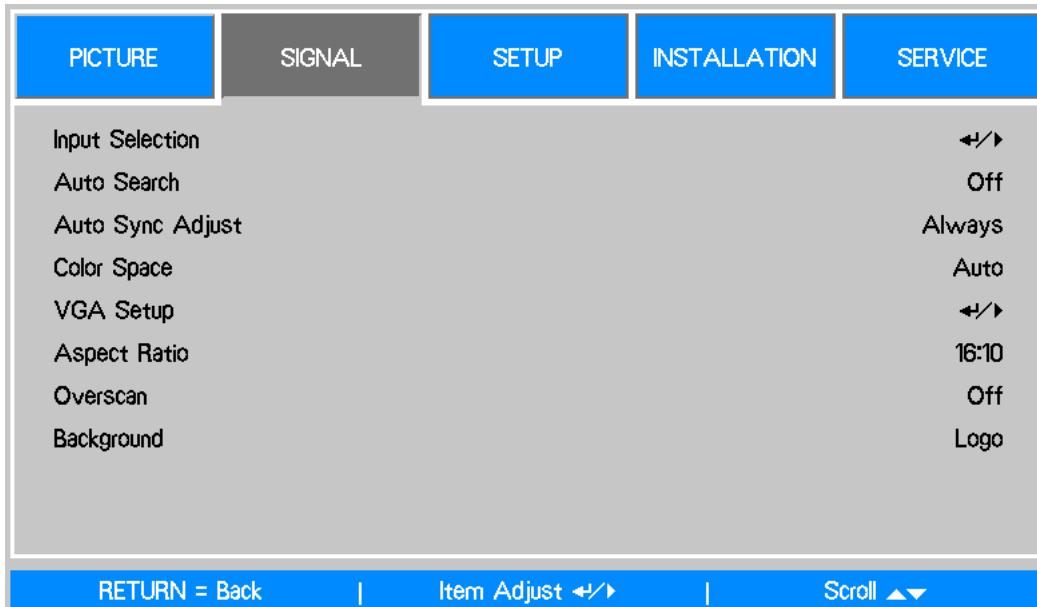 PICTURE SIGNAL SETUP INSTALLATION SERVICE
Input Selection ↵/▶
Auto Search Off
Auto Sync Adjust Always
Color Space Auto
VGA Setup ↵/▶
Aspect Ratio 16:10
Overscan Off
Background Logo
RETURN = Back | Item Adjust ↵/▶ | Scroll ▲▼